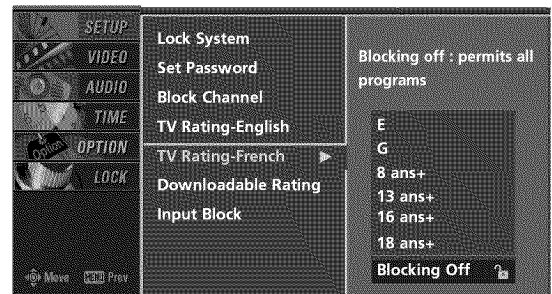 SETUP
VIDEO
AUDIO
TIME
Option
OPTION
LOCK
Move MENU Prev
Lock System
Set Password
Block Channel
TV Rating-English
TV Rating-French
Downloadable Rating
Input Block
Blocking off : permits all
programs
E
G
8 ans+
13 ans+
16 ans+
18 ans+
Blocking Off